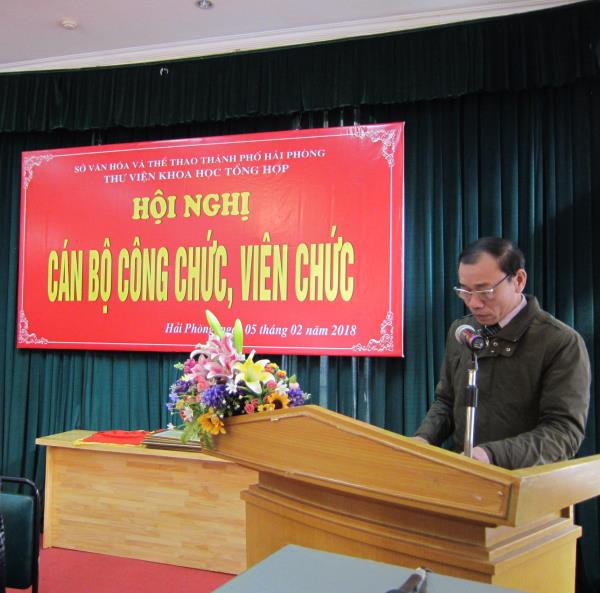 SỞ VĂN HÓA VÀ THỂ THAO THÀNH PHỐ HẢI PHÒNG
THƯ VIỆN KHOA HỌC TỔNG HỢP
HỘI NGHỊ
CÁN BỘ CÔNG CHỨC, VIÊN CHỨC
Hải Phòng, ngày 05 tháng 02 năm 2018